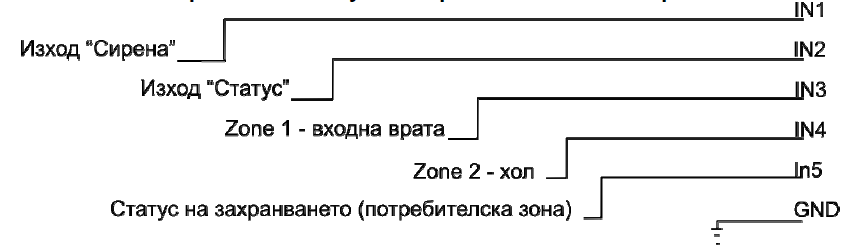 IN1
Изход “Сирена”
IN2
Изход “Статус”
IN3
Zone 1 - входна врата
IN4
Zone 2 - хол
In5
Статус на захранването (потребителска зона)
GND